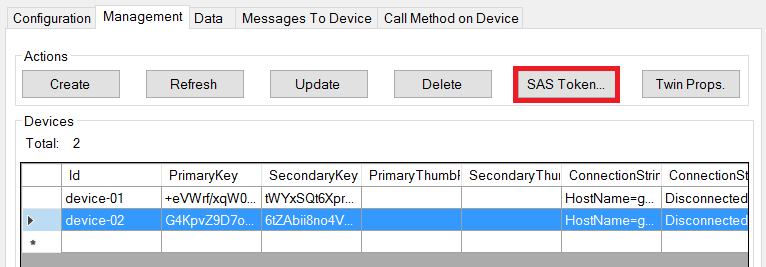 Configuration Management Data Messages To Device Call Method on Device
Actions
Create Refresh Update Delete SAS Token... Twin Props.
Devices
Total: 2
Id PrimaryKey SecondaryKey PrimaryThumb SecondaryThu ConnectionStrin ConnectionSt
device-01 +eVWrf/xqW0... tWYxSQt6Xpr... HostName=g... Disconnected
device-02 G4KpvZ9D7o... 6tZAbii8no4V... HostName=g... Disconnected
*